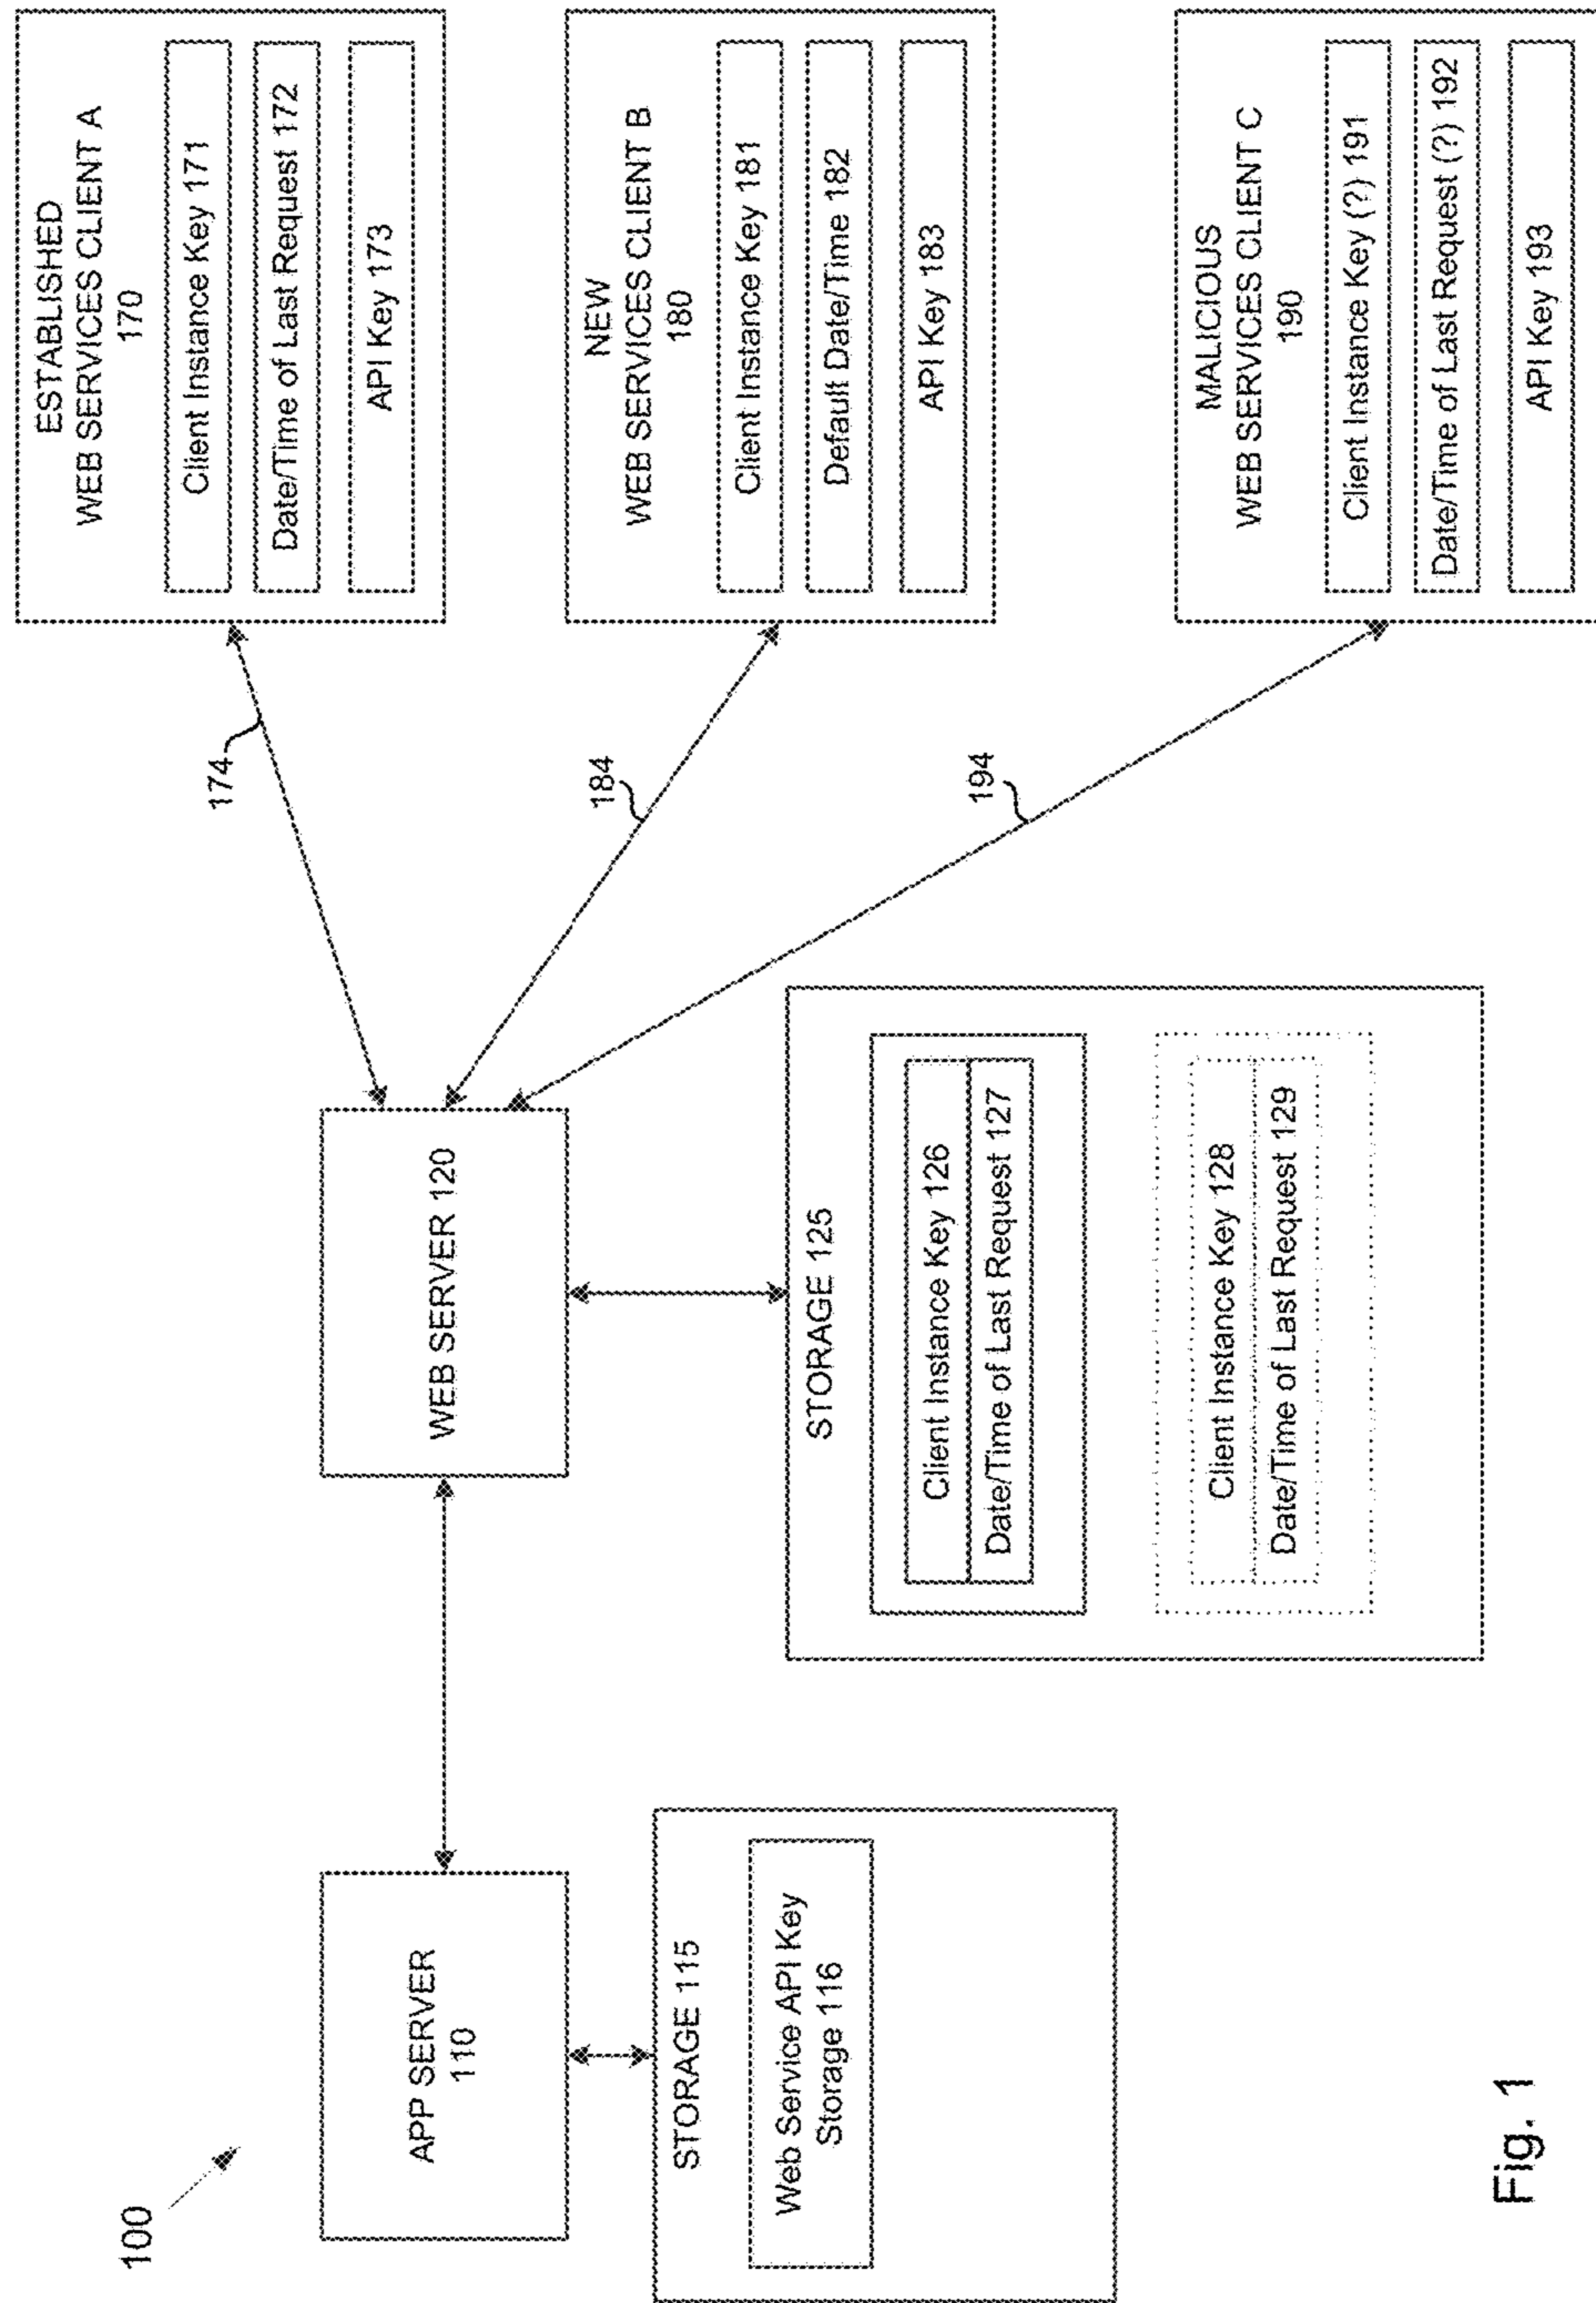 100
APP SERVER
110
STORAGE 115
Web Service API Key
Storage 116
WEB SERVER 120
STORAGE 125
Client Instance Key 126
Date/Time of Last Request 127
Client Instance Key 128
Date/Time of Last Request 129
174
184
194
ESTABLISHED
WEB SERVICES CLIENT A
170
Client Instance Key 171
Date/Time of Last Request 172
API Key 173
NEW
WEB SERVICES CLIENT B
180
Client Instance Key 181
Default Date/Time 182
API Key 183
MALICIOUS
WEB SERVICES CLIENT C
190
Client Instance Key (?) 191
Date/Time of Last Request (?) 192
API Key 193
Fig. 1